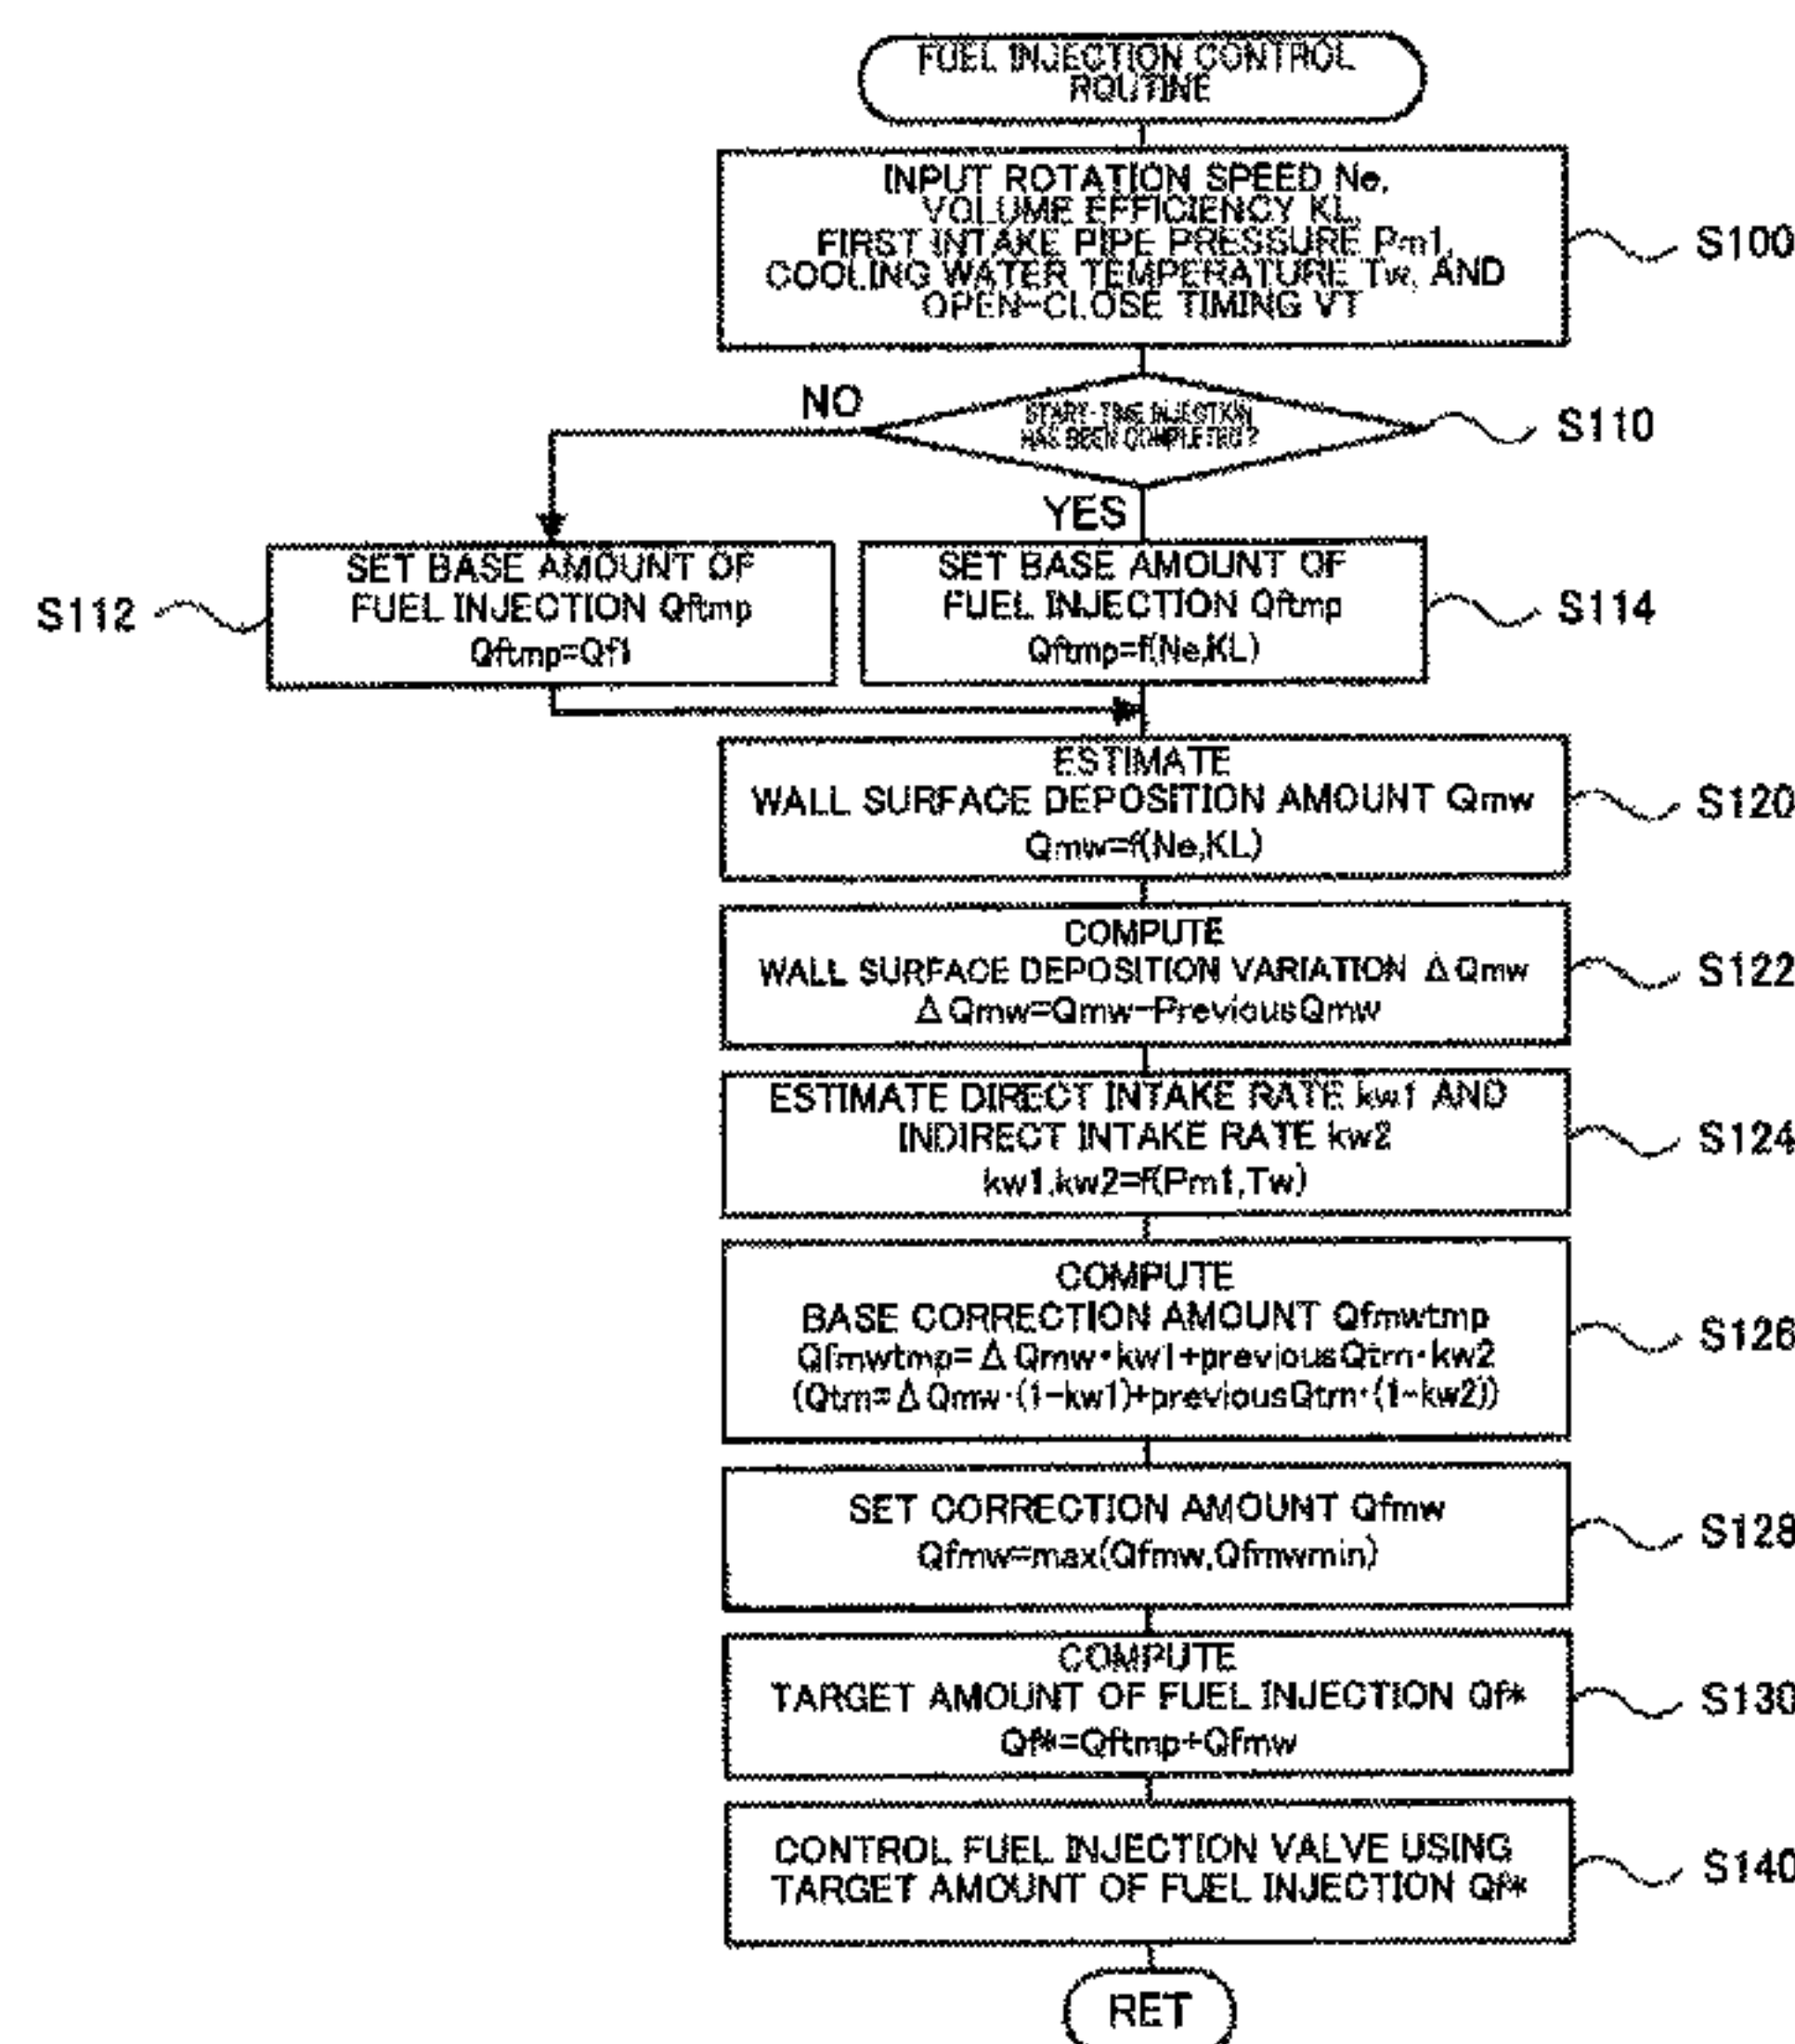 FUEL INJECTION CONTROL
ROUTINE
INPUT ROTATION SPEED Ne,
VOLUME EFFICIENCY KL,
FIRST INTAKE PIPE PRESSURE Pm1,
COOLING WATER TEMPERATURE Tw, AND
OPEN-CLOSE TIMING VT
S100
NO
START-TIME INJECTION
HAS BEEN COMPLETED?
S110
YES
SET BASE AMOUNT OF
FUEL INJECTION Qftmp
Qftmp=Qf1
S112
SET BASE AMOUNT OF
FUEL INJECTION Qftmp
Qftmp=f(Ne,KL)
S114
ESTIMATE
WALL SURFACE DEPOSITION AMOUNT Qmw
Qmw=f(Ne,KL)
S120
COMPUTE
WALL SURFACE DEPOSITION VARIATION ΔQmw
ΔQmw=Qmw-PreviousQmw
S122
ESTIMATE DIRECT INTAKE RATE kw1 AND
INDIRECT INTAKE RATE kw2
kw1,kw2=f(Pm1,Tw)
S124
COMPUTE
BASE CORRECTION AMOUNT Qfmwtmp
Qfmwtmp=ΔQmw・kw1+previousQtrn・kw2
(Qtrn=ΔQmw・(1-kw1)+previousQtrn・(1-kw2))
S126
SET CORRECTION AMOUNT Qfmw
Qfmw=max(Qfmw,Qfmwmin)
S128
COMPUTE
TARGET AMOUNT OF FUEL INJECTION Qf*
Qf*=Qftmp+Qfmw
S130
CONTROL FUEL INJECTION VALVE USING
TARGET AMOUNT OF FUEL INJECTION Qf*
S140
RET